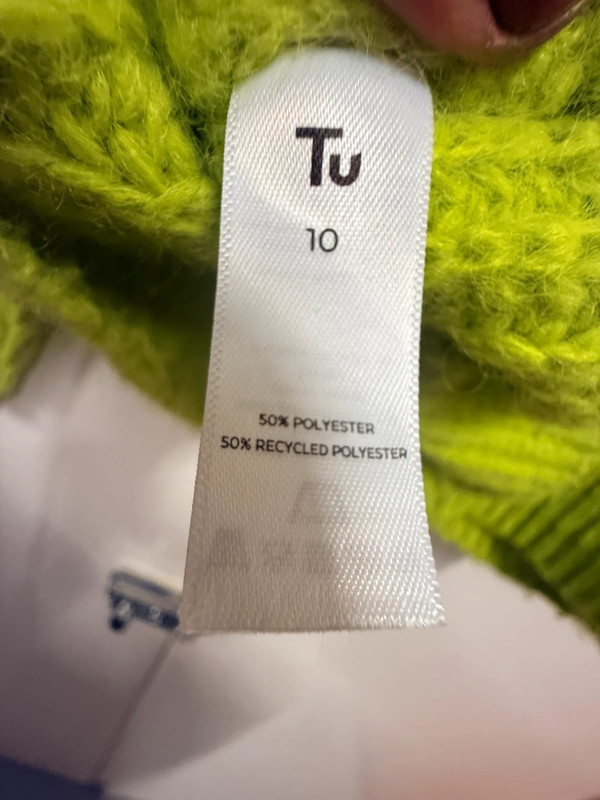 Tu
10
50% POLYESTER
50% RECYCLED POLYESTER